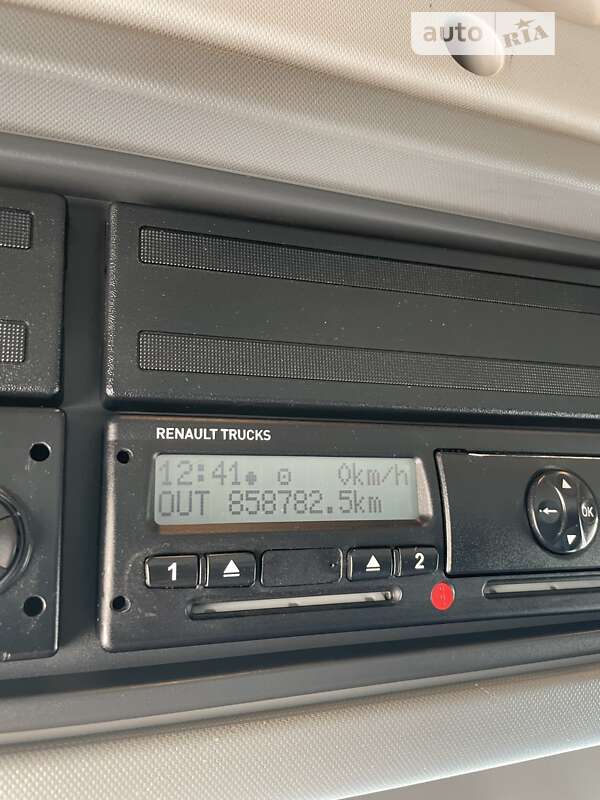 auto RIA
RENAULT TRUCKS
12:41 0km/h
OUT 858782.5km
1 2
OK